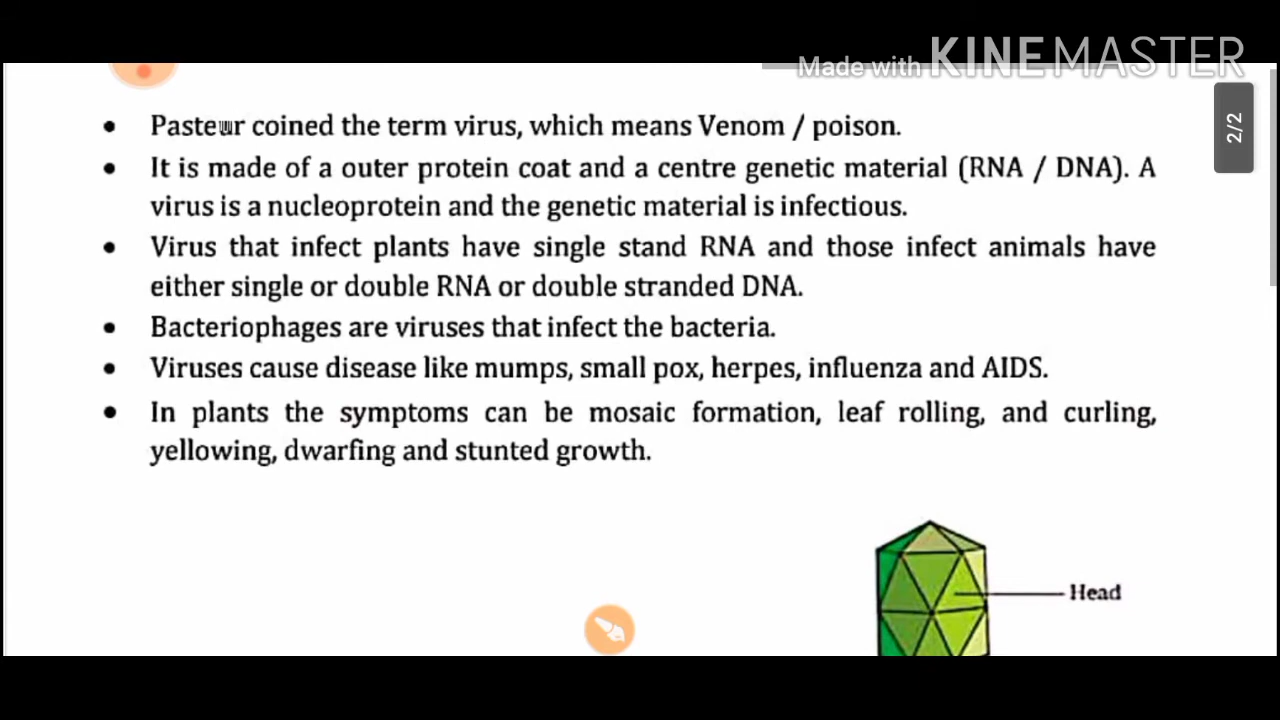 Made with KINEMASTER
2/2
• Pasteur coined the term virus, which means Venom / poison.
• It is made of a outer protein coat and a centre genetic material (RNA / DNA). A
virus is a nucleoprotein and the genetic material is infectious.
• Virus that infect plants have single stand RNA and those infect animals have
either single or double RNA or double stranded DNA.
• Bacteriophages are viruses that infect the bacteria.
• Viruses cause disease like mumps, small pox, herpes, influenza and AIDS.
• In plants the symptoms can be mosaic formation, leaf rolling, and curling,
yellowing, dwarfing and stunted growth.
Head